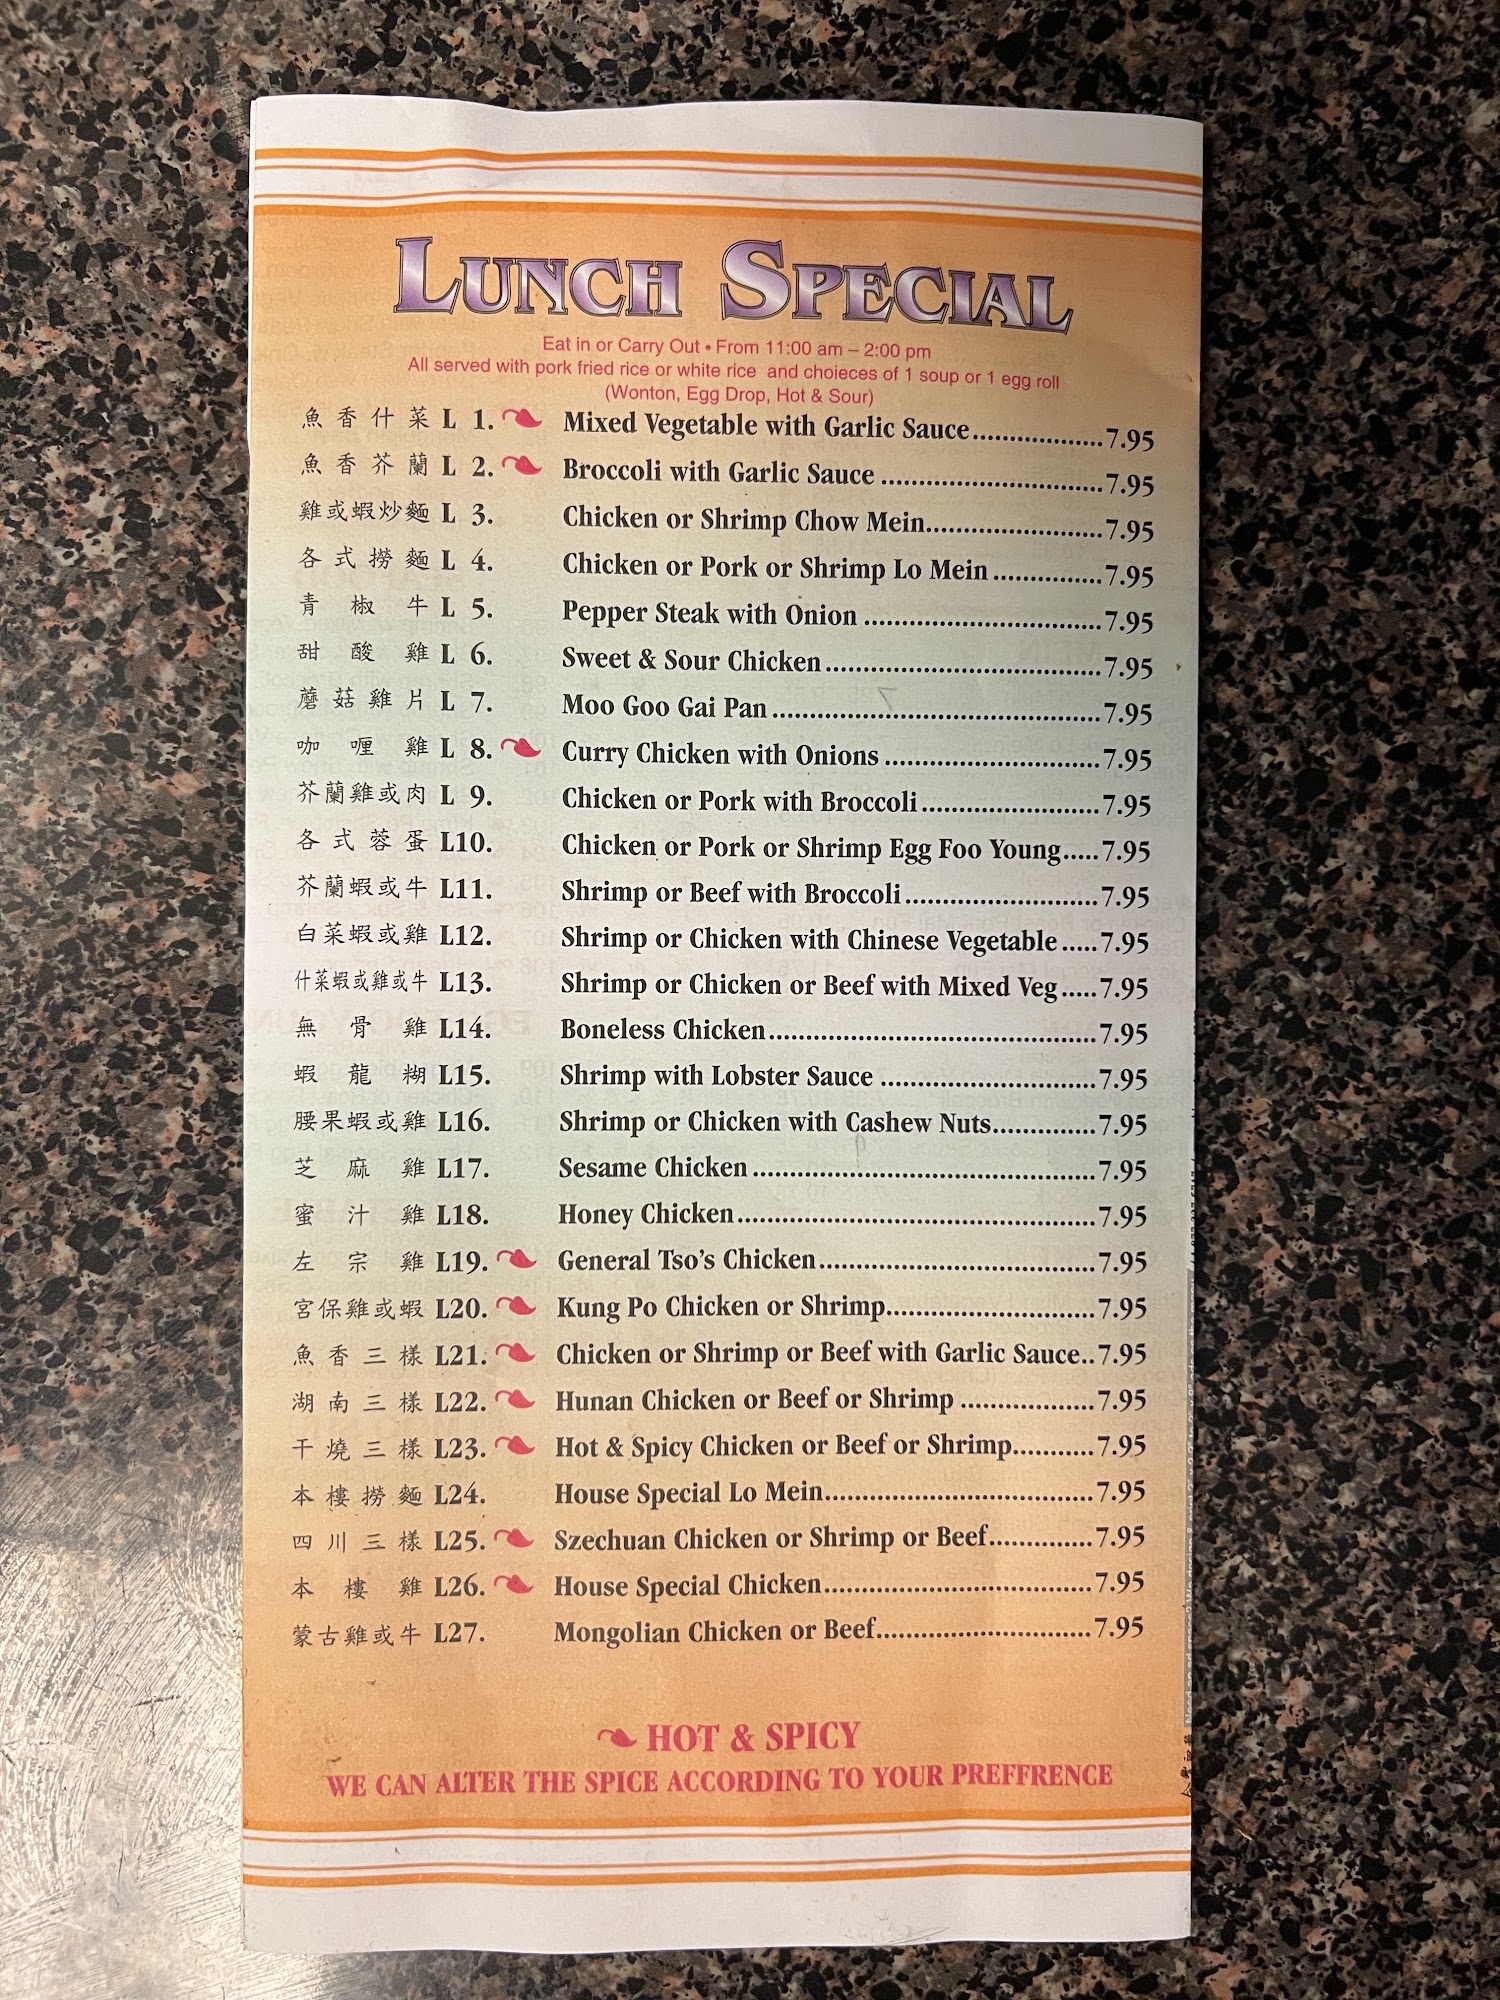 LUNCH SPECIAL
Eat in or Carry Out • From 11:00 am – 2:00 pm
All served with pork fried rice or white rice and choieces of 1 soup or 1 egg roll
(Wonton, Egg Drop, Hot & Sour)
魚香什菜 L 1. Mixed Vegetable with Garlic Sauce..................7.95
魚香芥蘭 L 2. Broccoli with Garlic Sauce ...............................7.95
雞或蝦炒麵 L 3. Chicken or Shrimp Chow Mein.........................7.95
各式撈麵 L 4. Chicken or Pork or Shrimp Lo Mein ...............7.95
青椒牛 L 5. Pepper Steak with Onion .................................7.95
甜酸雞 L 6. Sweet & Sour Chicken.......................................7.95
蘑菇雞片 L 7. Moo Goo Gai Pan ..............................................7.95
咖喱雞 L 8. Curry Chicken with Onions ..............................7.95
芥蘭雞或肉 L 9. Chicken or Pork with Broccoli.........................7.95
各式蓉蛋 L10. Chicken or Pork or Shrimp Egg Foo Young.....7.95
芥蘭蝦或牛 L11. Shrimp or Beef with Broccoli...........................7.95
白菜蝦或雞 L12. Shrimp or Chicken with Chinese Vegetable.....7.95
什菜蝦或雞或牛 L13. Shrimp or Chicken or Beef with Mixed Veg.....7.95
無骨雞 L14. Boneless Chicken..............................................7.95
蝦龍糊 L15. Shrimp with Lobster Sauce ..............................7.95
腰果蝦或雞 L16. Shrimp or Chicken with Cashew Nuts...............7.95
芝麻雞 L17. Sesame Chicken ................................................7.95
蜜汁雞 L18. Honey Chicken..................................................7.95
左宗雞 L19. General Tso's Chicken.......................................7.95
宮保雞或蝦 L20. Kung Po Chicken or Shrimp.............................7.95
魚香三樣 L21. Chicken or Shrimp or Beef with Garlic Sauce..7.95
湖南三樣 L22. Hunan Chicken or Beef or Shrimp ...................7.95
干燒三樣 L23. Hot & Spicy Chicken or Beef or Shrimp...........7.95
本樓撈麵 L24. House Special Lo Mein......................................7.95
四川三樣 L25. Szechuan Chicken or Shrimp or Beef...............7.95
本樓雞 L26. House Special Chicken......................................7.95
蒙古雞或牛 L27. Mongolian Chicken or Beef..............................7.95
HOT & SPICY
WE CAN ALTER THE SPICE ACCORDING TO YOUR PREFFRENCE